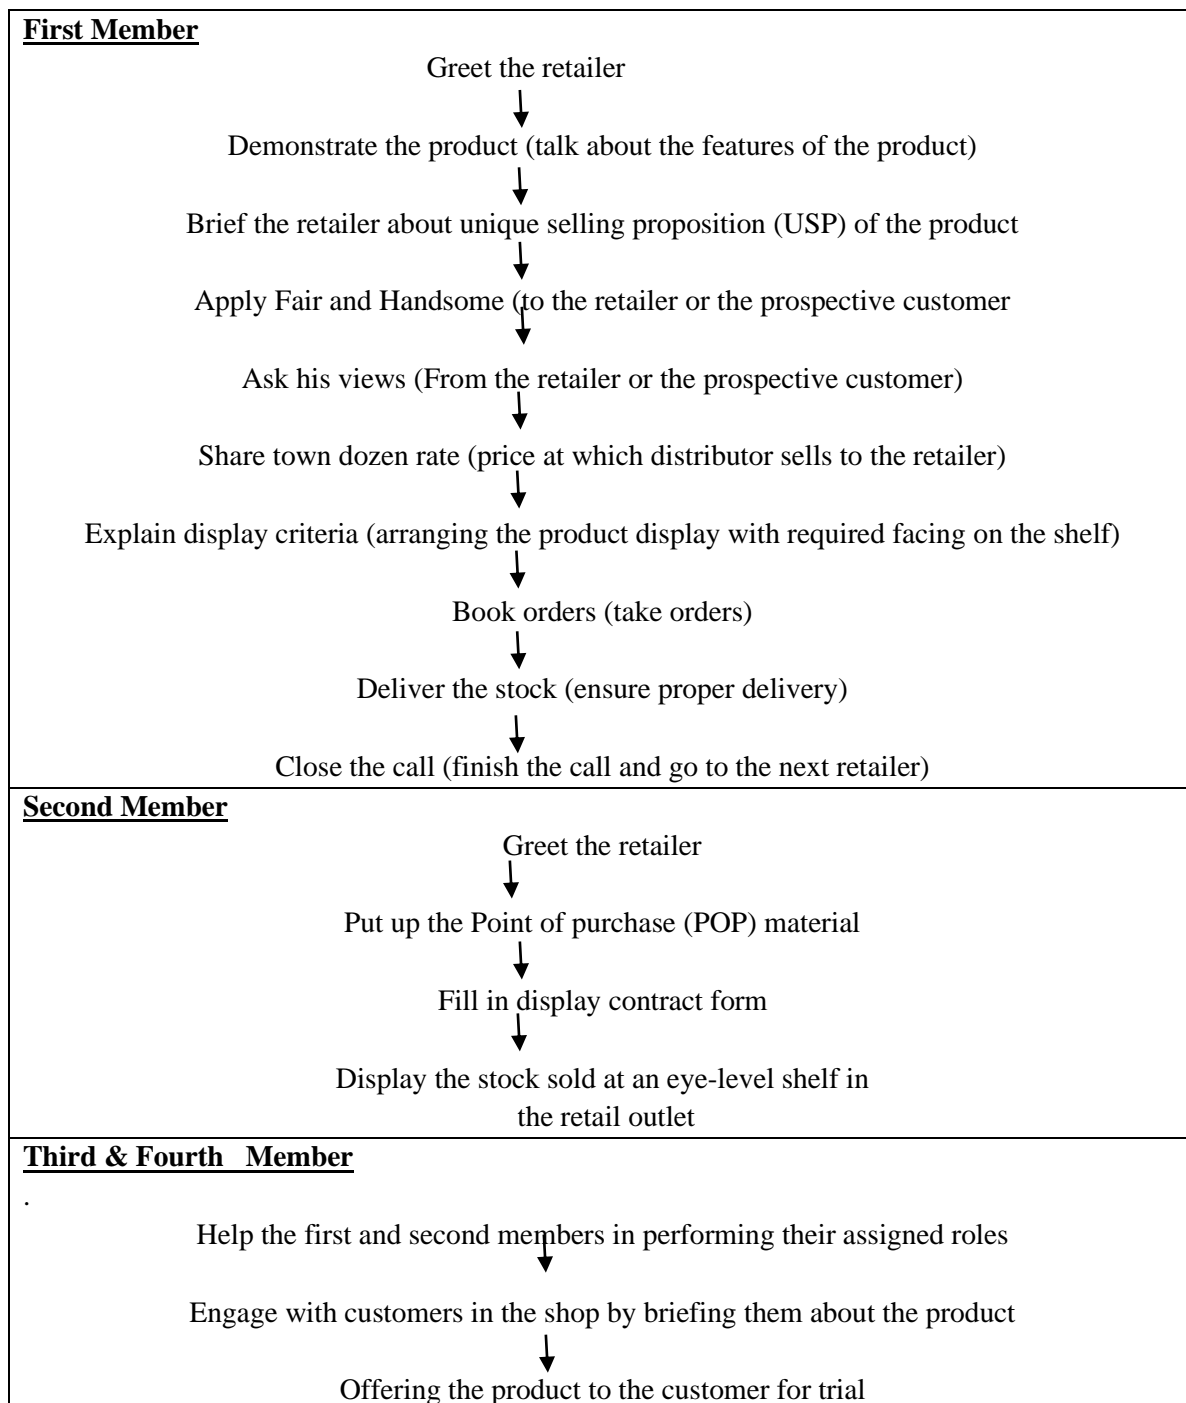 First Member
Greet the retailer
Demonstrate the product (talk about the features of the product)
Brief the retailer about unique selling proposition (USP) of the product
Apply Fair and Handsome (to the retailer or the prospective customer
Ask his views (From the retailer or the prospective customer)
Share town dozen rate (price at which distributor sells to the retailer)
Explain display criteria (arranging the product display with required facing on the shelf)
Book orders (take orders)
Deliver the stock (ensure proper delivery)
Close the call (finish the call and go to the next retailer)
Second Member
Greet the retailer
Put up the Point of purchase (POP) material
Fill in display contract form
Display the stock sold at an eye-level shelf in
the retail outlet
Third & Fourth Member
.
Help the first and second members in performing their assigned roles
Engage with customers in the shop by briefing them about the product
Offering the product to the customer for trial